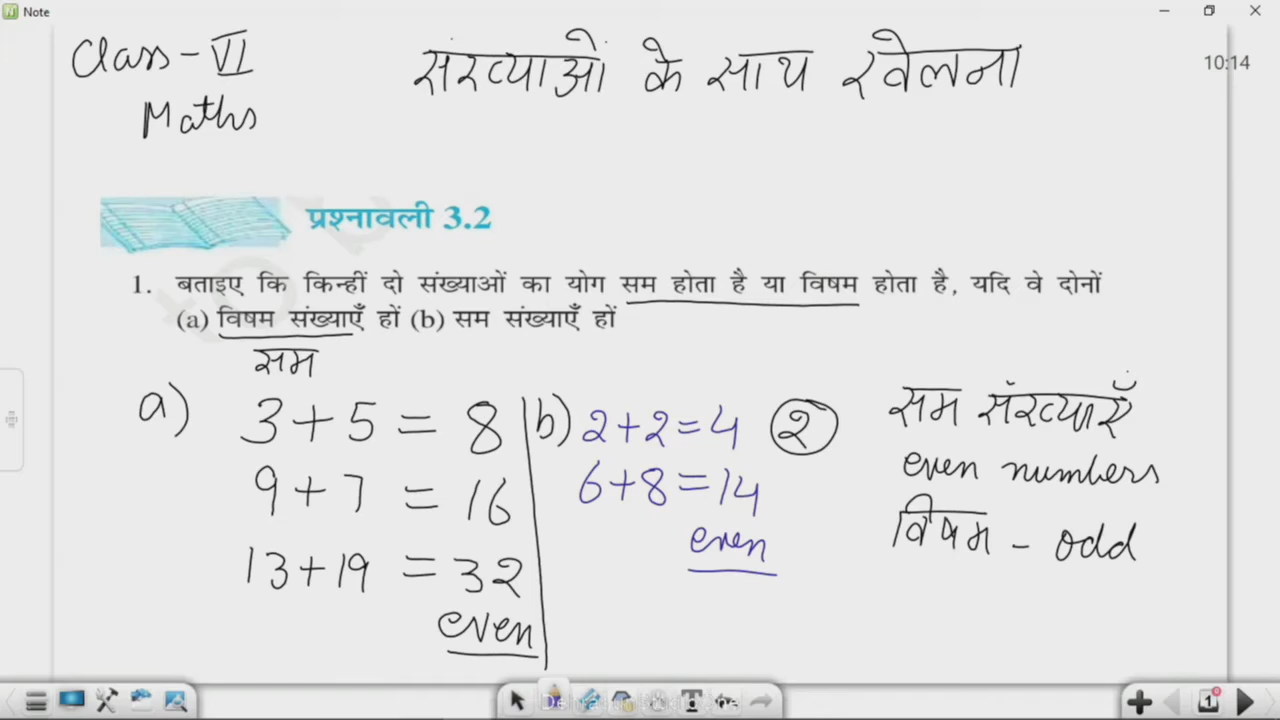 Note
10:14
Class - VI
Maths
संख्याओं के साथ खेलना
प्रश्नावली 3.2
1. बताइए कि किन्हीं दो संख्याओं का योग सम होता है या विषम होता है, यदि वे दोनों
(a) विषम संख्याएँ हों (b) सम संख्याएँ हों
सम
a) 3 + 5 = 8
9 + 7 = 16
13 + 19 = 32
even
b) 2 + 2 = 4
6 + 8 = 14
even
2
सम संख्याएँ
even numbers
विषम - odd
1